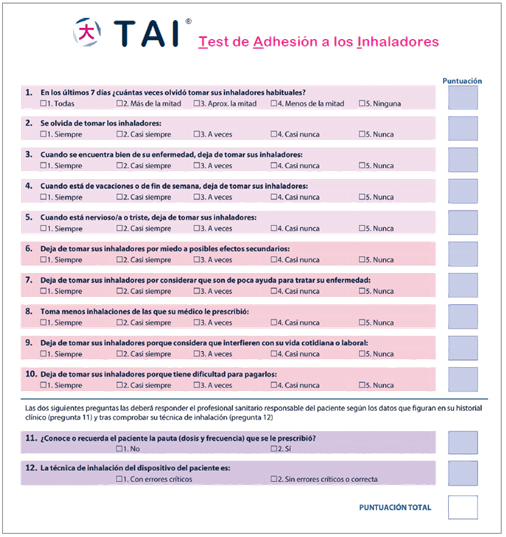 大 TAI® Test de Adhesión a los Inhaladores
Puntuación
1. En los últimos 7 días ¿cuántas veces olvidó tomar sus inhaladores habituales?
☐1. Todas ☐2. Más de la mitad ☐3. Aprox. la mitad ☐4. Menos de la mitad ☐5. Ninguna
2. Se olvida de tomar los inhaladores:
☐1. Siempre ☐2. Casi siempre ☐3. A veces ☐4. Casi nunca ☐5. Nunca
3. Cuando se encuentra bien de su enfermedad, deja de tomar sus inhaladores:
☐1. Siempre ☐2. Casi siempre ☐3. A veces ☐4. Casi nunca ☐5. Nunca
4. Cuando está de vacaciones o de fin de semana, deja de tomar sus inhaladores:
☐1. Siempre ☐2. Casi siempre ☐3. A veces ☐4. Casi nunca ☐5. Nunca
5. Cuando está nervioso/a o triste, deja de tomar sus inhaladores:
☐1. Siempre ☐2. Casi siempre ☐3. A veces ☐4. Casi nunca ☐5. Nunca
6. Deja de tomar sus inhaladores por miedo a posibles efectos secundarios:
☐1. Siempre ☐2. Casi siempre ☐3. A veces ☐4. Casi nunca ☐5. Nunca
7. Deja de tomar sus inhaladores por considerar que son de poca ayuda para tratar su enfermedad:
☐1. Siempre ☐2. Casi siempre ☐3. A veces ☐4. Casi nunca ☐5. Nunca
8. Toma menos inhalaciones de las que su médico le prescribió:
☐1. Siempre ☐2. Casi siempre ☐3. A veces ☐4. Casi nunca ☐5. Nunca
9. Deja de tomar sus inhaladores porque considera que interfieren con su vida cotidiana o laboral:
☐1. Siempre ☐2. Casi siempre ☐3. A veces ☐4. Casi nunca ☐5. Nunca
10. Deja de tomar sus inhaladores porque tiene dificultad para pagarlos:
☐1. Siempre ☐2. Casi siempre ☐3. A veces ☐4. Casi nunca ☐5. Nunca
Las dos siguientes preguntas las deberá responder el profesional sanitario responsable del paciente según los datos que figuran en su historial
clínico (pregunta 11) y tras comprobar su técnica de inhalación (pregunta 12)
11. ¿Conoce o recuerda el paciente la pauta (dosis y frecuencia) que se le prescribió?
☐1. No ☐2. Sí
12. La técnica de inhalación del dispositivo del paciente es:
☐1. Con errores críticos ☐2. Sin errores críticos o correcta
PUNTUACIÓN TOTAL